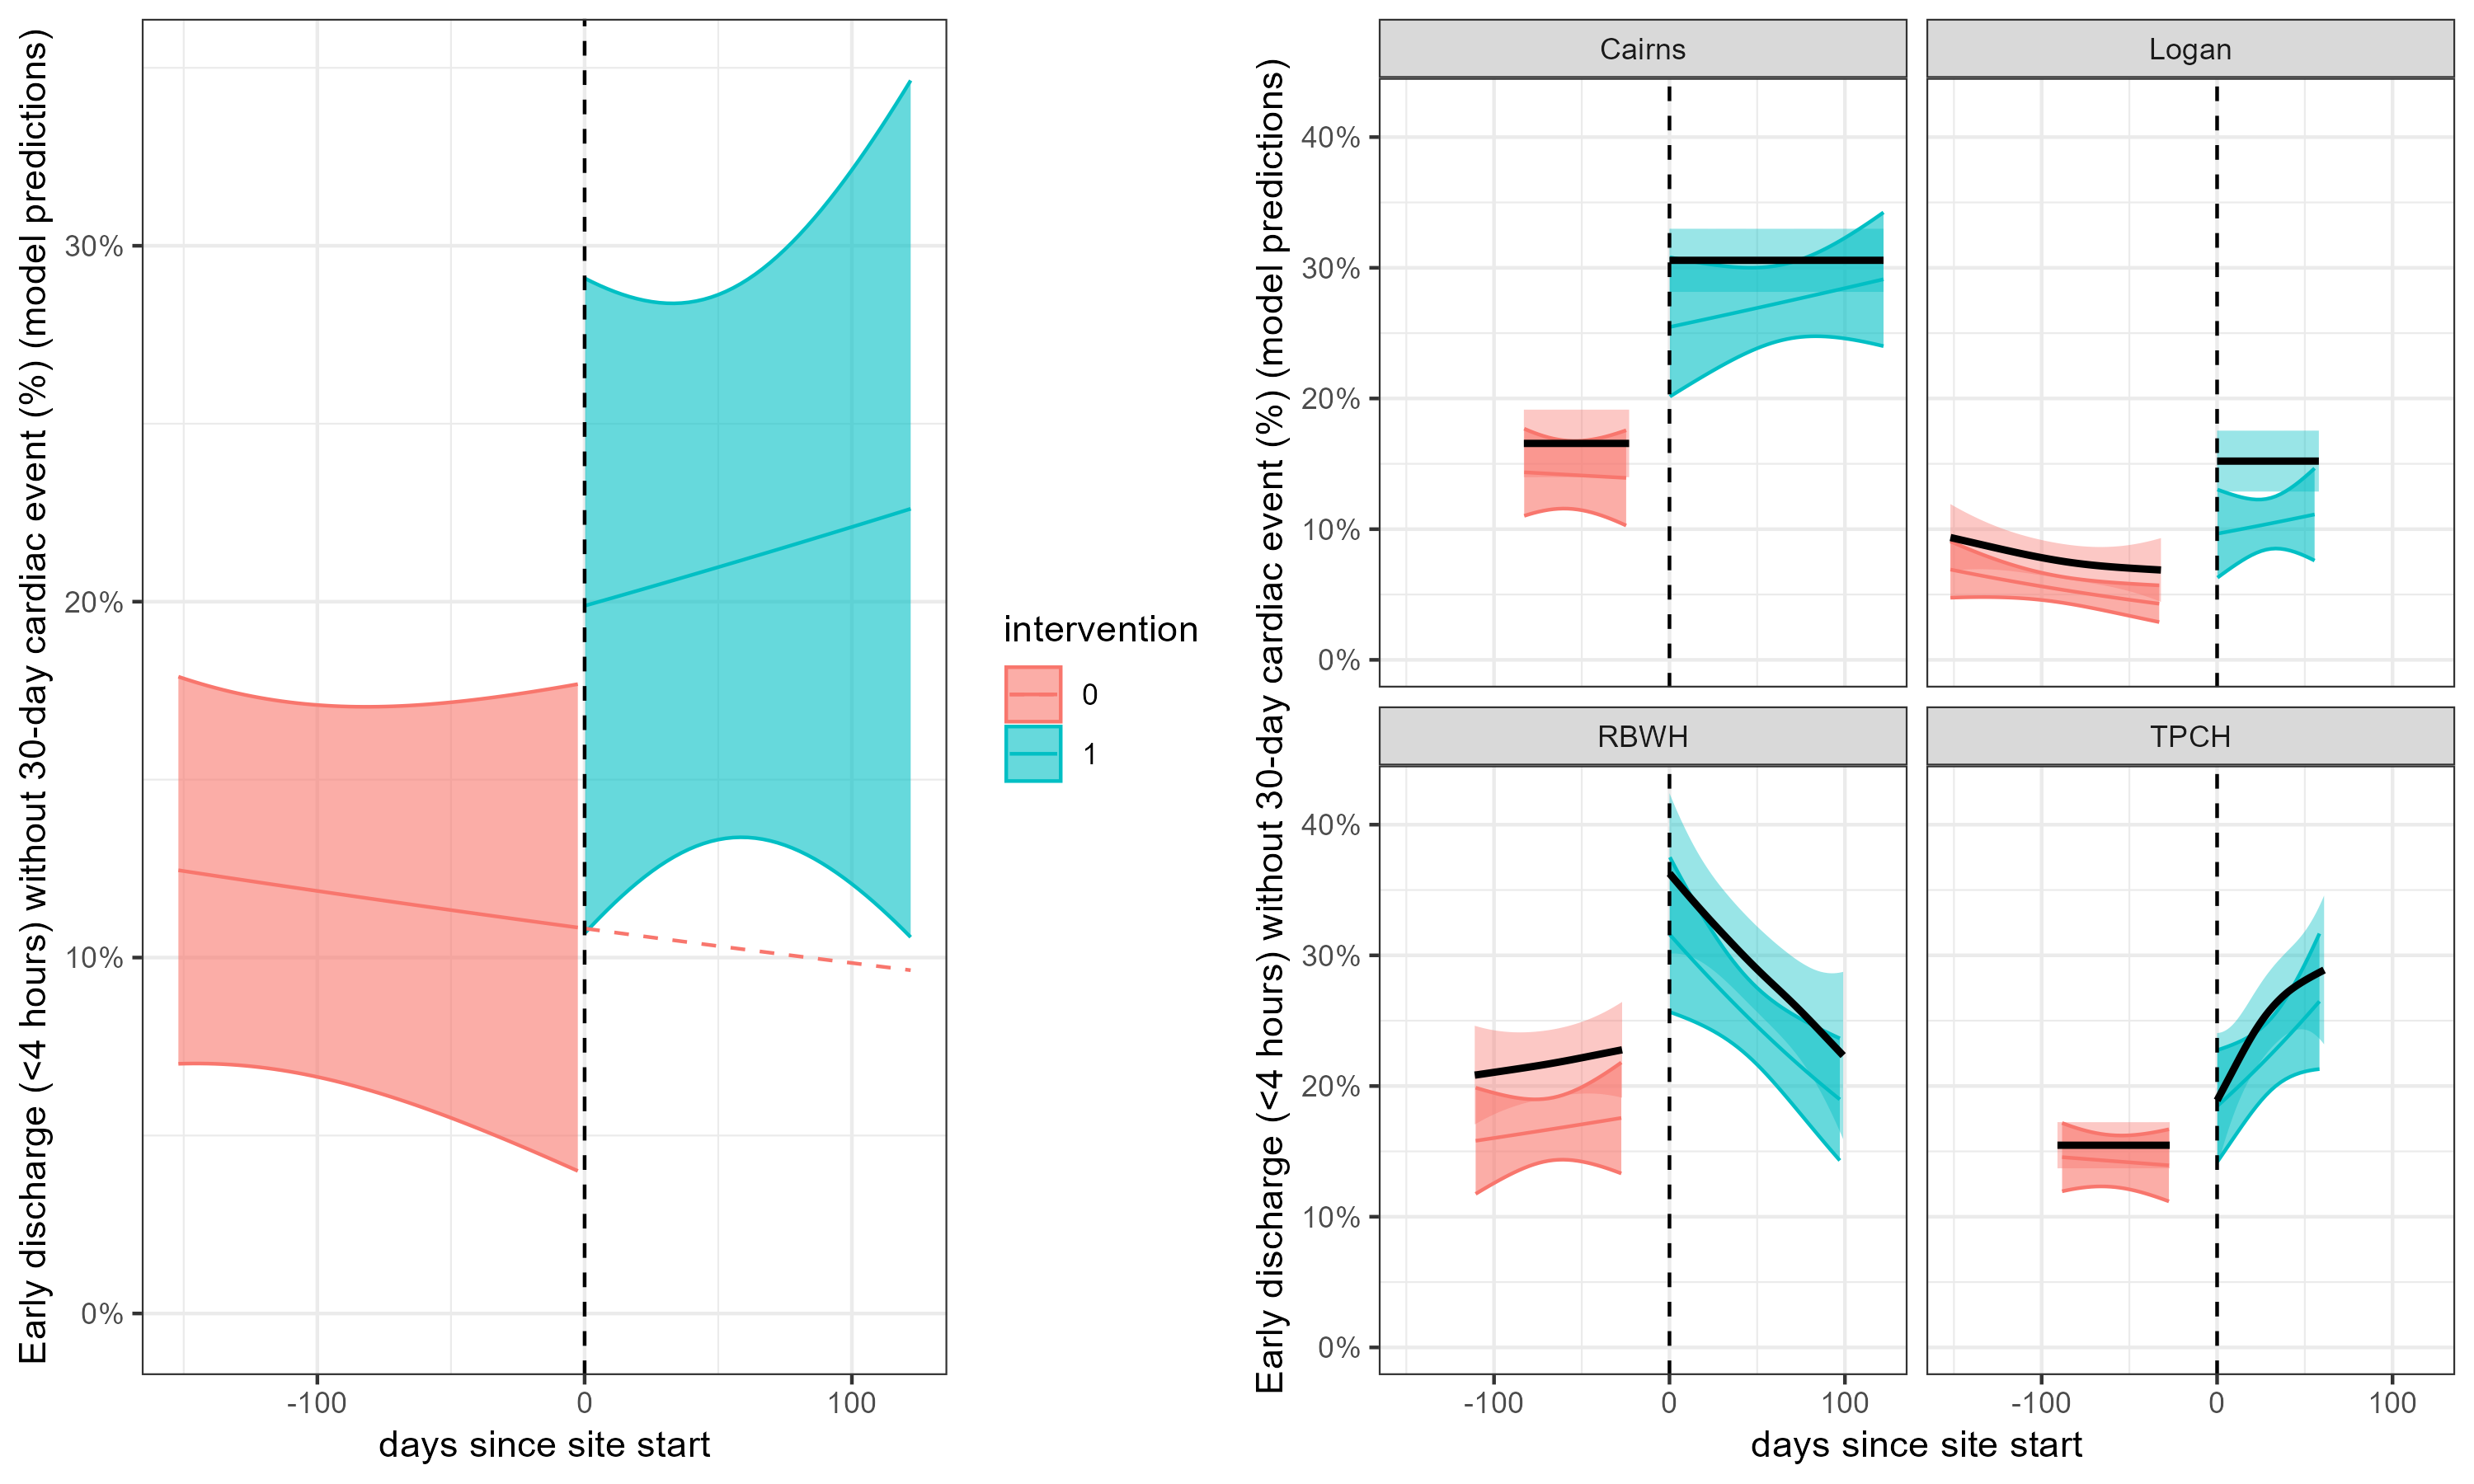 Early discharge (<4 hours) without 30-day cardiac event (%) (model predictions)
30%
20%
10%
0%
-100
0
100
days since site start
intervention
0
1
Early discharge (<4 hours) without 30-day cardiac event (%) (model predictions)
Cairns
Logan
40%
30%
20%
10%
0%
RBWH
TPCH
40%
30%
20%
10%
0%
-100
0
100
-100
0
100
days since site start